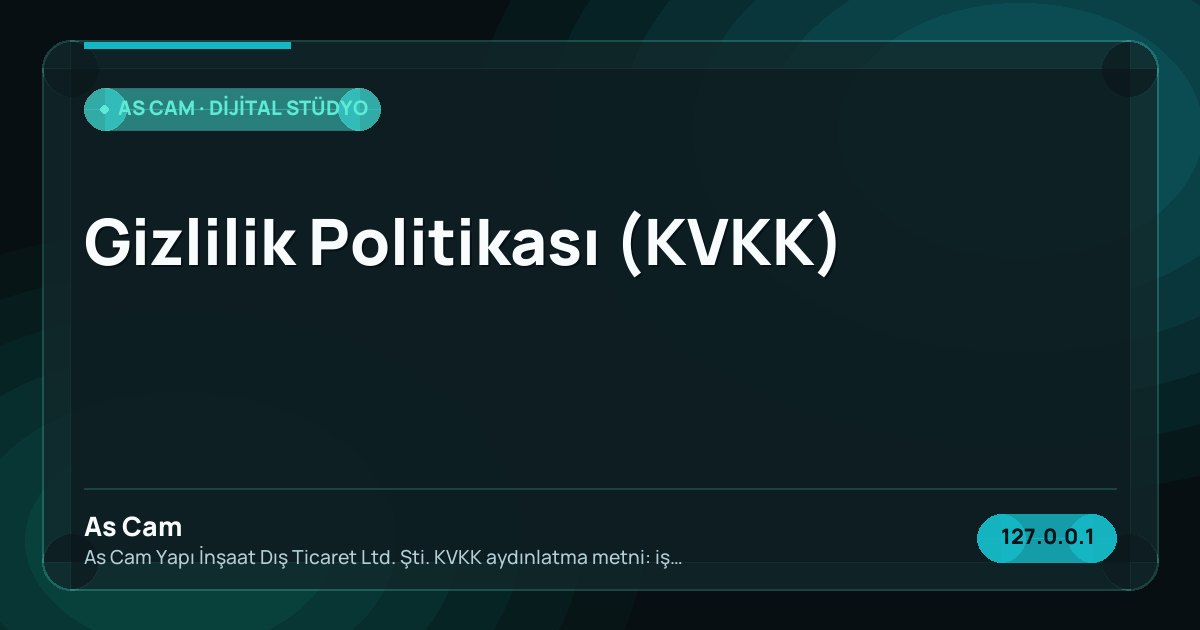 AS CAM · DİJİTAL STÜDYO
Gizlilik Politikası (KVKK)
As Cam
As Cam Yapı İnşaat Dış Ticaret Ltd. Şti. KVKK aydınlatma metni: iş…
127.0.0.1